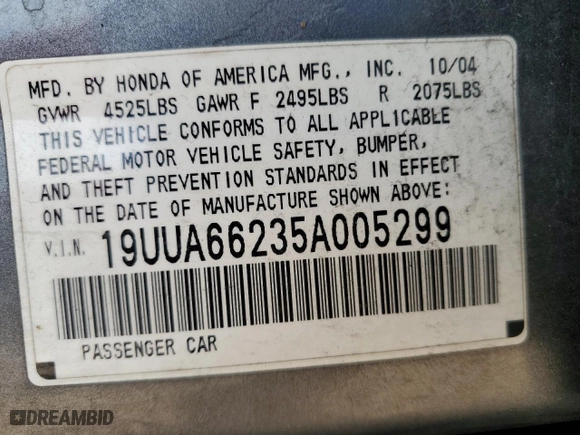 MFD. BY HONDA OF AMERICA MFG., INC. 10/04
GVWR 4525LBS GAWR F 2495LBS R 2075LBS
THIS VEHICLE CONFORMS TO ALL APPLICABLE
FEDERAL MOTOR VEHICLE SAFETY, BUMPER,
AND THEFT PREVENTION STANDARDS IN EFFECT
ON THE DATE OF MANUFACTURE SHOWN ABOVE:
V.I.N. 19UUA66235A005299
PASSENGER CAR
DREAMBID